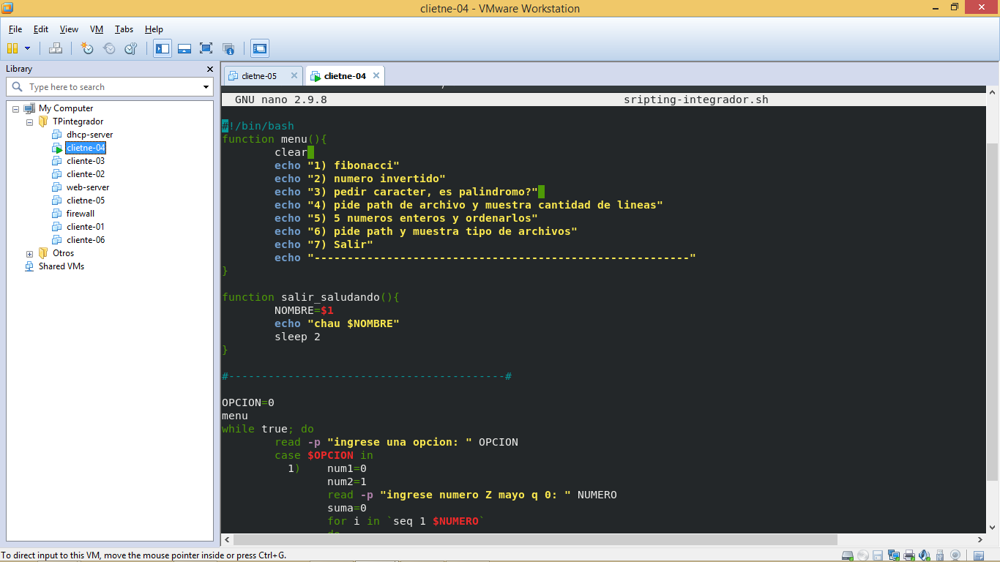 clietne-04 - VMware Workstation
File Edit View VM Tabs Help
Library
Type here to search
My Computer
TPintegrador
dhcp-server
clietne-04
cliente-03
cliente-02
web-server
clietne-05
firewall
cliente-01
cliente-06
Otros
Shared VMs
clietne-05 clietne-04
GNU nano 2.9.8 sripting-integrador.sh
#!/bin/bash
function menu(){
clear
echo "1) fibonacci"
echo "2) numero invertido"
echo "3) pedir caracter, es palindromo?"
echo "4) pide path de archivo y muestra cantidad de lineas"
echo "5) 5 numeros enteros y ordenarlos"
echo "6) pide path y muestra tipo de archivos"
echo "7) Salir"
echo "---------------------------------------------------------"
}
function salir_saludando(){
NOMBRE=$1
echo "chau $NOMBRE"
sleep 2
}
#------------------------------------------#
OPCION=0
menu
while true; do
read -p "ingrese una opcion: " OPCION
case $OPCION in
1) num1=0
num2=1
read -p "ingrese numero Z mayo q 0: " NUMERO
suma=0
for i in `seq 1 $NUMERO`
do
To direct input to this VM, move the mouse pointer inside or press Ctrl+G.